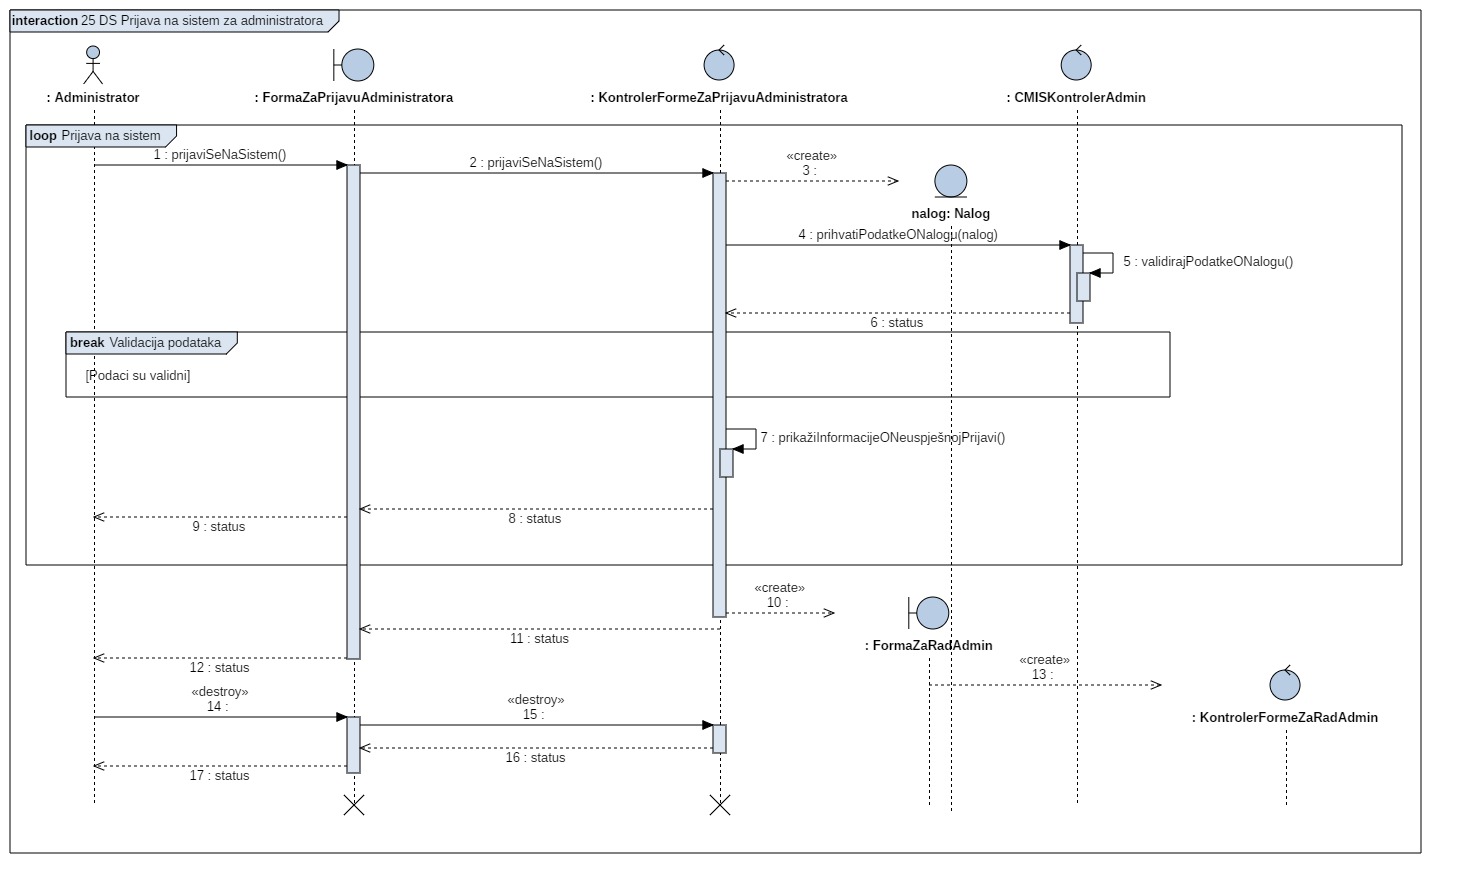 interaction 25 DS Prijava na sistem za administratora
: Administrator
: FormaZaPrijavuAdministratora
: KontrolerFormeZaPrijavuAdministratora
: CMISKontrolerAdmin
loop Prijava na sistem
1 : prijaviSeNaSistem()
2 : prijaviSeNaSistem()
«create»
3 :
nalog: Nalog
4 : prihvatiPodatkeONalogu(nalog)
5 : validirajPodatkeONalogu()
6 : status
break Validacija podataka
[Podaci su validni]
7 : prikažiInformacijeONeuspješnojPrijavi()
8 : status
9 : status
«create»
10 :
11 : status
: FormaZaRadAdmin
12 : status
«create»
13 :
«destroy»
14 :
«destroy»
15 :
: KontrolerFormeZaRadAdmin
16 : status
17 : status